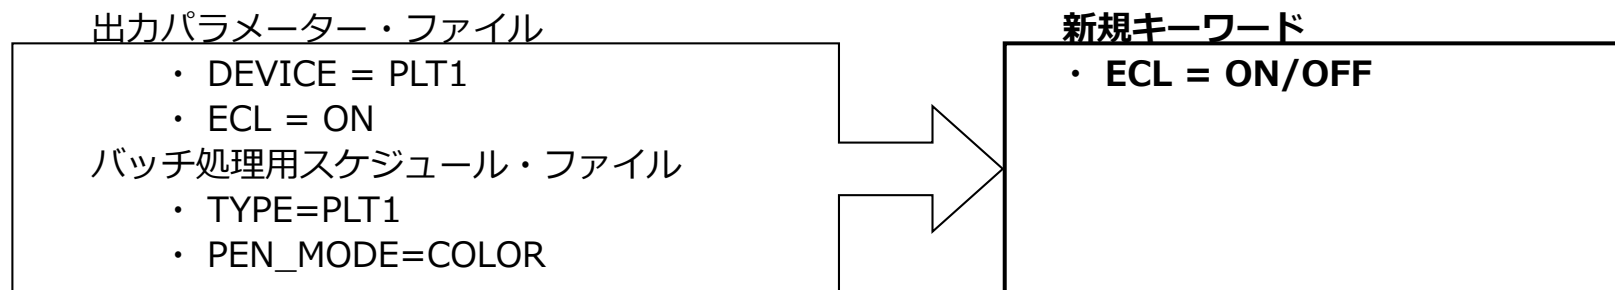 出力パラメーター・ファイル
・ DEVICE = PLT1
・ ECL = ON
バッチ処理用スケジュール・ファイル
・ TYPE=PLT1
・ PEN_MODE=COLOR
新規キーワード
・ ECL = ON/OFF